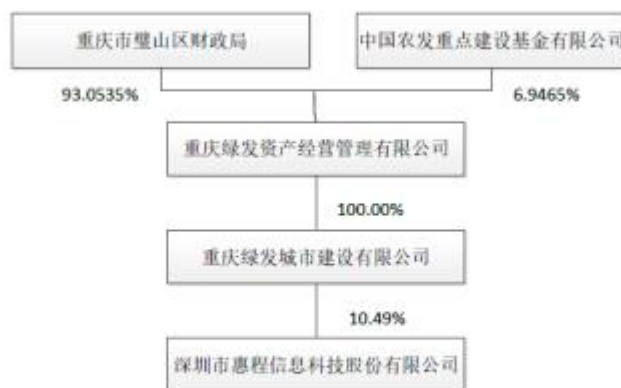 重庆市璧山区财政局
中国农发重点建设基金有限公司
93.0535%
6.9465%
重庆绿发资产经营管理有限公司
100.00%
重庆绿发城市建设有限公司
10.49%
深圳市惠程信息科技股份有限公司